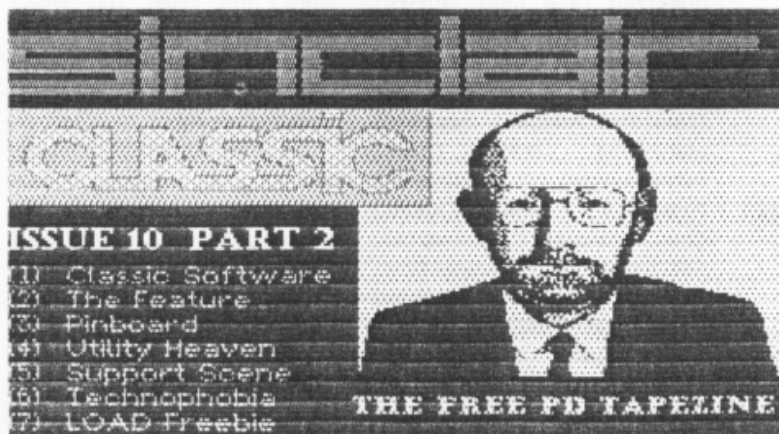 sinclair
CLASSIC
ISSUE 10 PART 2
(1) Classic Software
(2) The Feature
(3) Pinboard
(4) Utility Heaven
(5) Support Scene
(6) Technophobia
(7) LOAD Freebie
THE FREE PD TAPEZINE